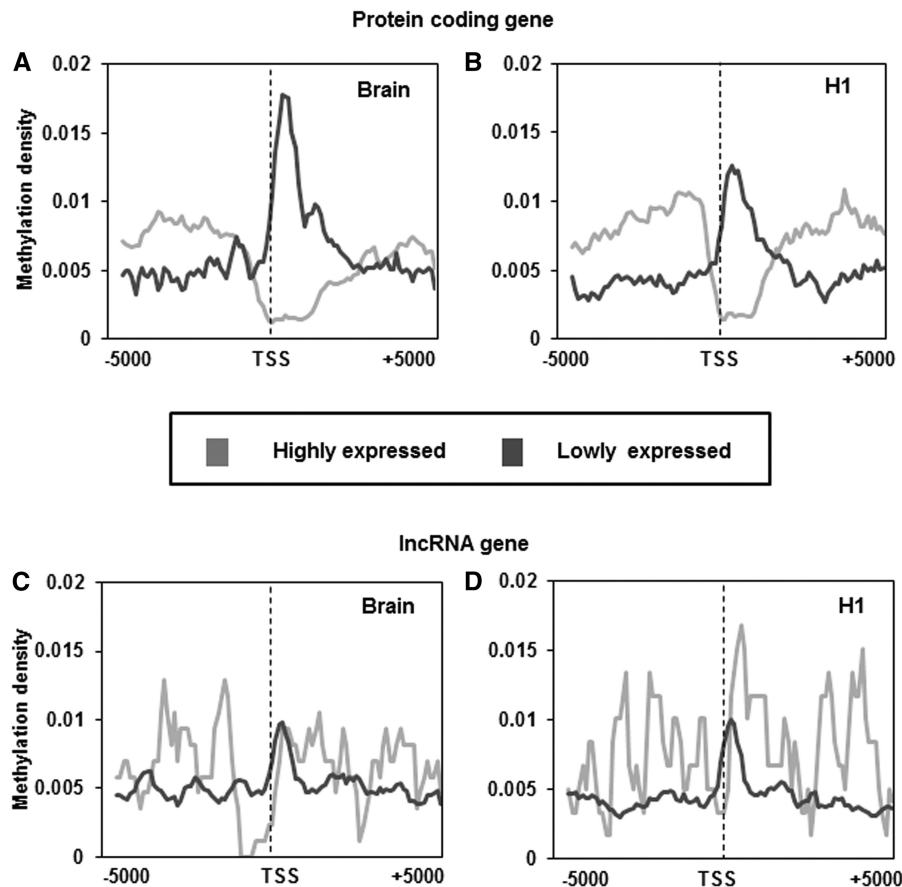 Protein coding gene
A
B
Methylation density
0.02
0.015
0.01
0.005
0
Brain
-5000
TSS
+5000
0.02
0.015
0.01
0.005
0
H1
-5000
TSS
+5000
Highly expressed
Lowly expressed
lncRNA gene
C
D
Methylation density
0.02
0.015
0.01
0.005
0
Brain
-5000
TSS
+5000
0.02
0.015
0.01
0.005
0
H1
-5000
TSS
+5000